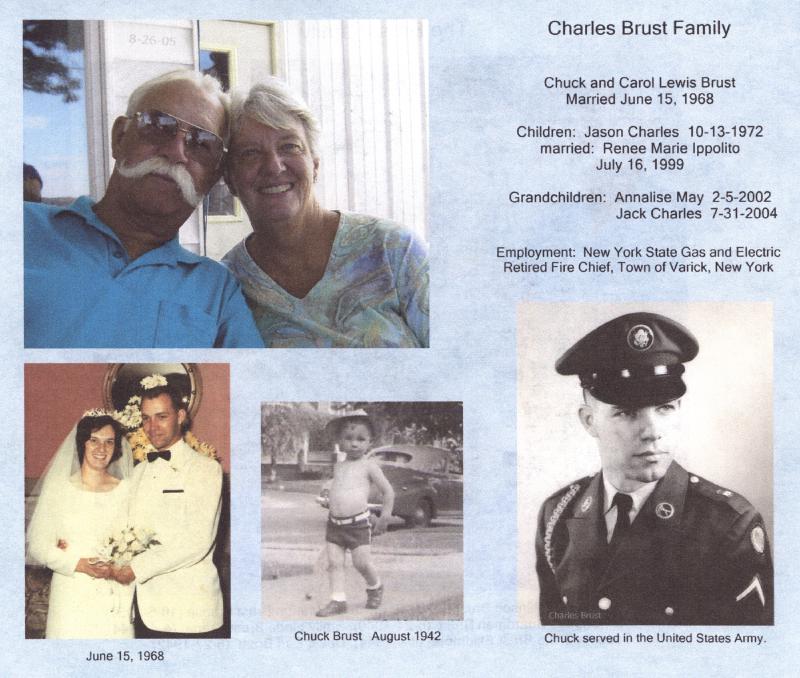 Charles Brust Family
8-26-05
Chuck and Carol Lewis Brust
Married June 15, 1968
Children: Jason Charles 10-13-1972
married: Renee Marie Ippolito
July 16, 1999
Grandchildren: Annalise May 2-5-2002
Jack Charles 7-31-2004
Employment: New York State Gas and Electric
Retired Fire Chief, Town of Varick, New York
June 15, 1968
Chuck Brust August 1942
Charles Brust
Chuck served in the United States Army.